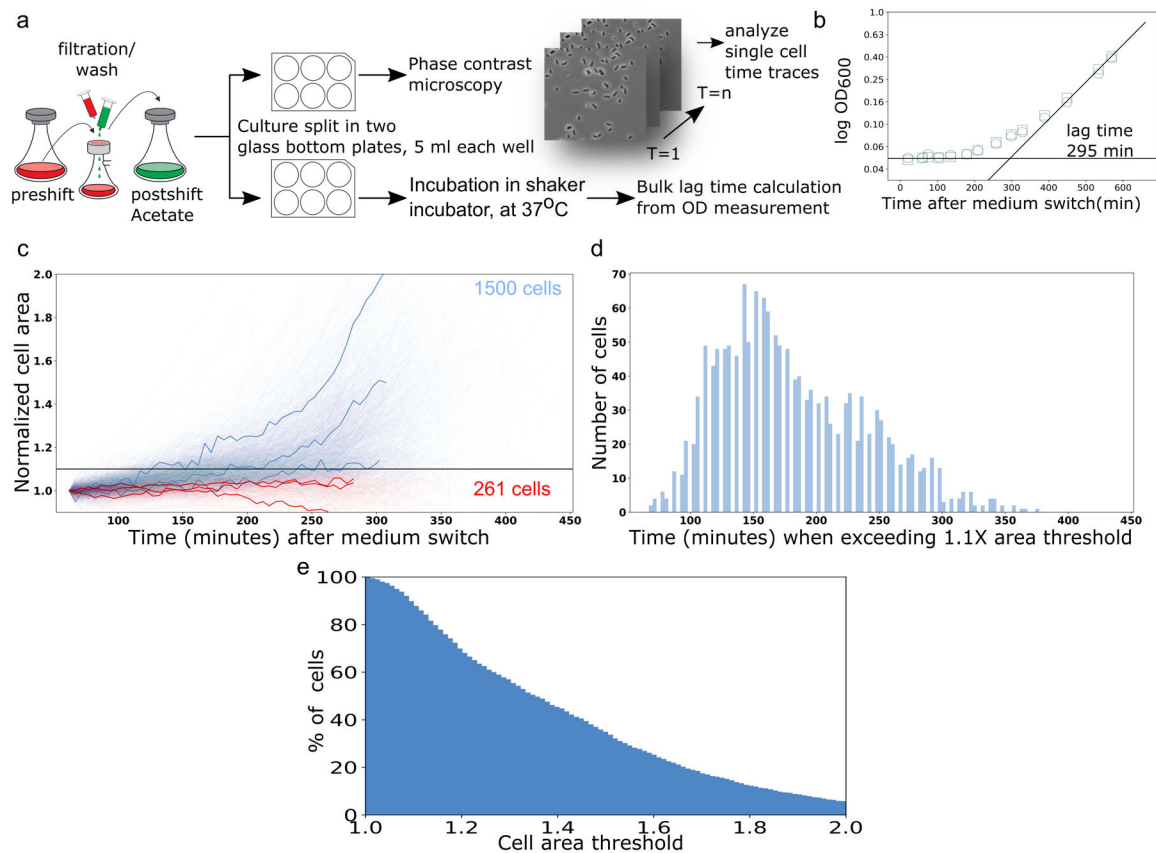 a
filtration/
wash
preshift
postshift
Acetate
Culture split in two
glass bottom plates, 5 ml each well
Phase contrast
microscopy
T=1
T=n
analyze
single cell
time traces
Incubation in shaker
incubator, at 37°C
Bulk lag time calculation
from OD measurement
b
log OD600
1.0
0.63
0.40
0.25
0.16
0.10
0.06
0.04
lag time
295 min
0 100 200 300 400 500 600
Time after medium switch(min)
c
Normalized cell area
2.0
1.8
1.6
1.4
1.2
1.0
1500 cells
261 cells
100 150 200 250 300 350 400 450
Time (minutes) after medium switch
d
Number of cells
70
60
50
40
30
20
10
0
100 150 200 250 300 350 400 450
Time (minutes) when exceeding 1.1X area threshold
e
% of cells
100
80
60
40
20
0
1.0 1.2 1.4 1.6 1.8 2.0
Cell area threshold